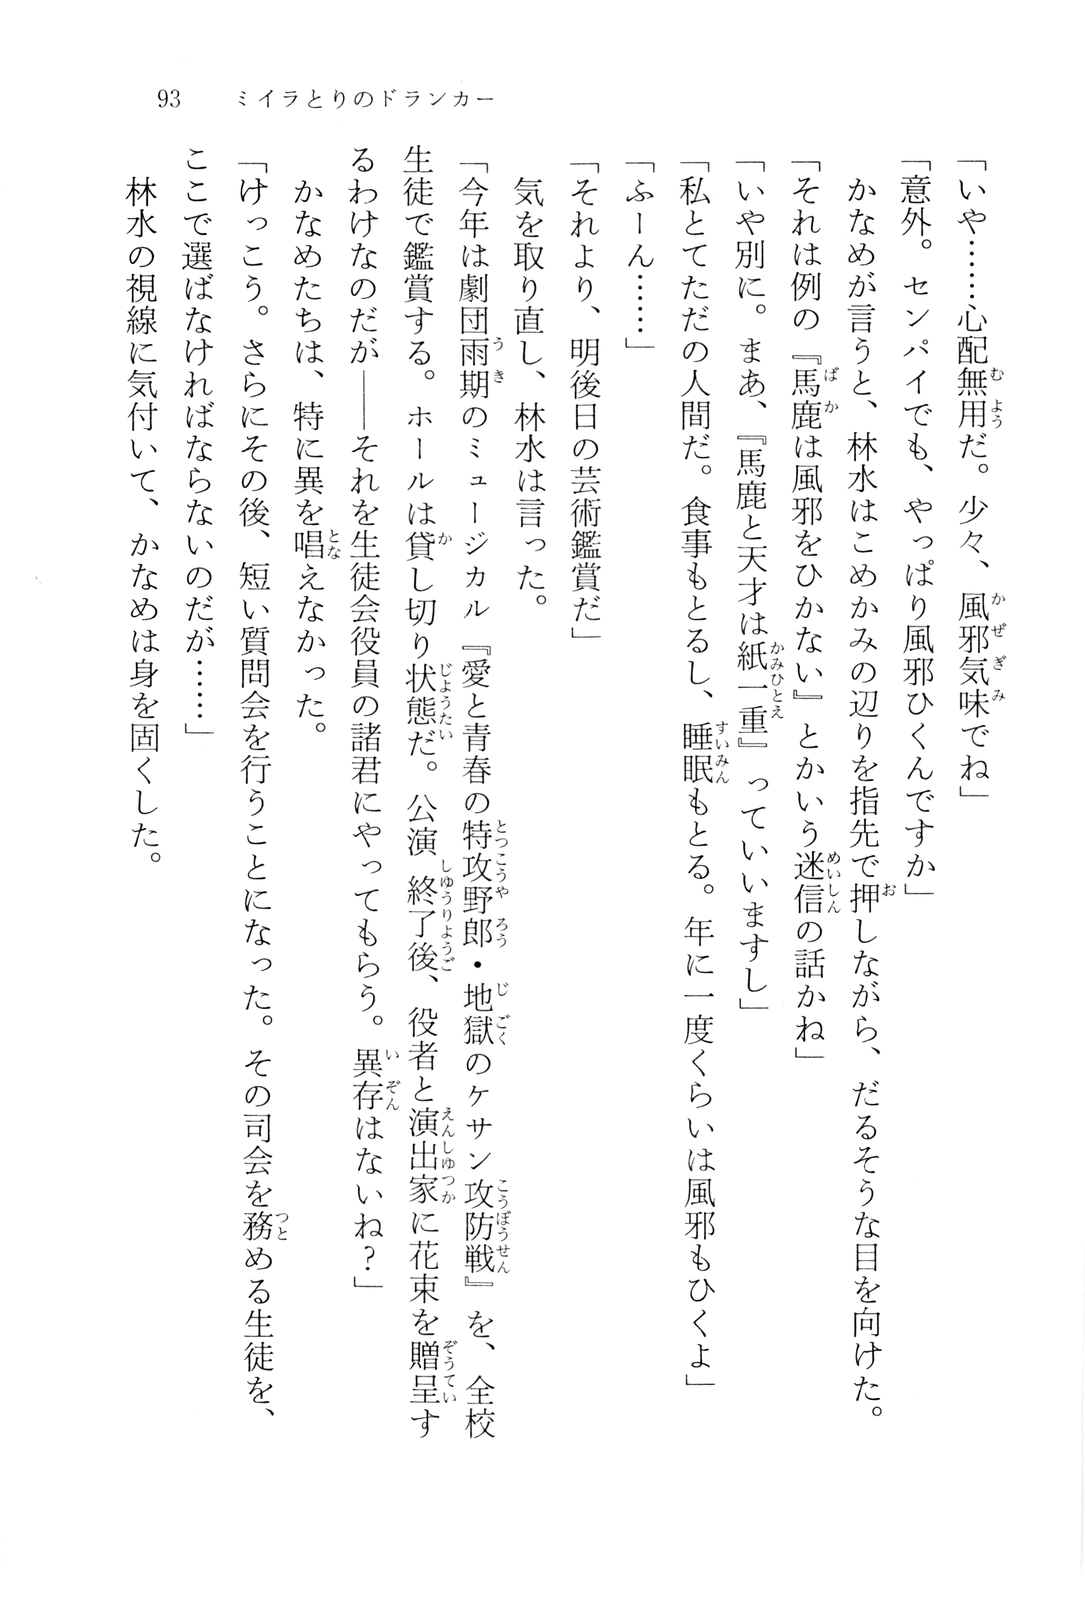 93　ミイラとりのドランカー
「いや……心配無用だ。少々、風邪気味でね」
「意外。センパイでも、やっぱり風邪ひくんですか」
　かなめが言うと、林水はこめかみの辺りを指先で押しながら、だるそうな目を向けた。
「それは例の『馬鹿は風邪をひかない』とかいう迷信の話かね」
「いや別に。まあ、『馬鹿と天才は紙一重』っていいますし」
「私とてただの人間だ。食事もとるし、睡眠もとる。年に一度くらいは風邪もひくよ」
「ふーん……」
「それより、明後日の芸術鑑賞だ」
　気を取り直し、林水は言った。
「今年は劇団雨期のミュージカル『愛と青春の特攻野郎・地獄のケサン攻防戦』を、全校
生徒で鑑賞する。ホールは貸し切り状態だ。公演終了後、役者と演出家に花束を贈呈す
るわけなのだが――それを生徒会役員の諸君にやってもらう。異存はないね？」
　かなめたちは、特に異を唱えなかった。
「けっこう。さらにその後、短い質問会を行うことになった。その司会を務める生徒を、
ここで選ばなければならないのだが……」
　林水の視線に気付いて、かなめは身を固くした。